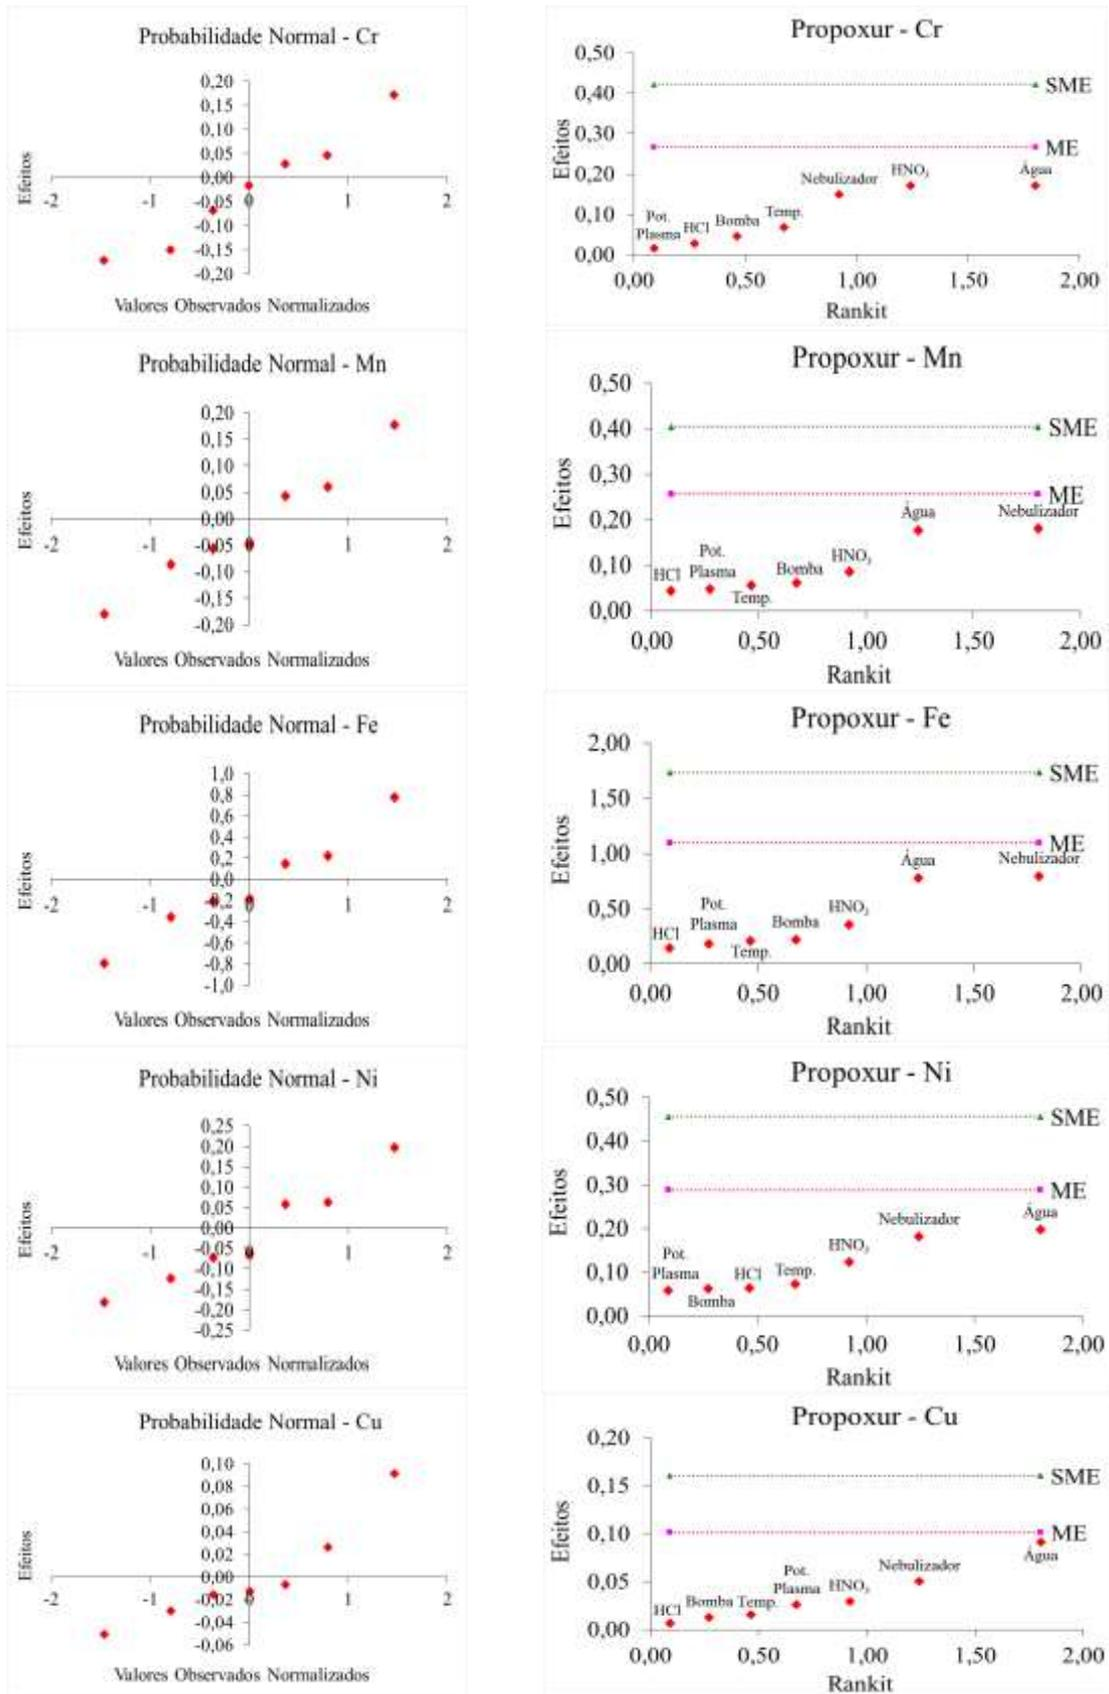 Probabilidade Normal - Cr
0,20
0,15
0,10
0,05
0,00
-0,05
-0,10
-0,15
-0,20
-2 -1 0 1 2
Efeitos
Valores Observados Normalizados
Propoxur - Cr
0,50
0,40
0,30
0,20
0,10
0,00
Efeitos
SME
ME
Pot.
Plasma
HCl
Bomba
Temp.
Nebulizador
HNO₃
Água
0,00 0,50 1,00 1,50 2,00
Rankit
Probabilidade Normal - Mn
0,20
0,15
0,10
0,05
0,00
-0,05
-0,10
-0,15
-0,20
-2 -1 0 1 2
Efeitos
Valores Observados Normalizados
Propoxur - Mn
0,50
0,40
0,30
0,20
0,10
0,00
Efeitos
SME
ME
HCl
Pot.
Plasma
Temp.
Bomba
HNO₃
Água
Nebulizador
0,00 0,50 1,00 1,50 2,00
Rankit
Probabilidade Normal - Fe
1,0
0,8
0,6
0,4
0,2
0,0
-0,2
-0,4
-0,6
-0,8
-1,0
-2 -1 0 1 2
Efeitos
Valores Observados Normalizados
Propoxur - Fe
2,00
1,50
1,00
0,50
0,00
Efeitos
SME
ME
HCl
Pot.
Plasma
Temp.
Bomba
HNO₃
Água
Nebulizador
0,00 0,50 1,00 1,50 2,00
Rankit
Probabilidade Normal - Ni
0,25
0,20
0,15
0,10
0,05
0,00
-0,05
-0,10
-0,15
-0,20
-0,25
-2 -1 0 1 2
Efeitos
Valores Observados Normalizados
Propoxur - Ni
0,50
0,40
0,30
0,20
0,10
0,00
Efeitos
SME
ME
Pot.
Plasma
Bomba
HCl
Temp.
HNO₃
Nebulizador
Água
0,00 0,50 1,00 1,50 2,00
Rankit
Probabilidade Normal - Cu
0,10
0,08
0,06
0,04
0,02
0,00
-0,02
-0,04
-0,06
-2 -1 0 1 2
Efeitos
Valores Observados Normalizados
Propoxur - Cu
0,20
0,15
0,10
0,05
0,00
Efeitos
SME
ME
HCl
Bomba
Temp.
Pot.
Plasma
HNO₃
Nebulizador
Água
0,00 0,50 1,00 1,50 2,00
Rankit